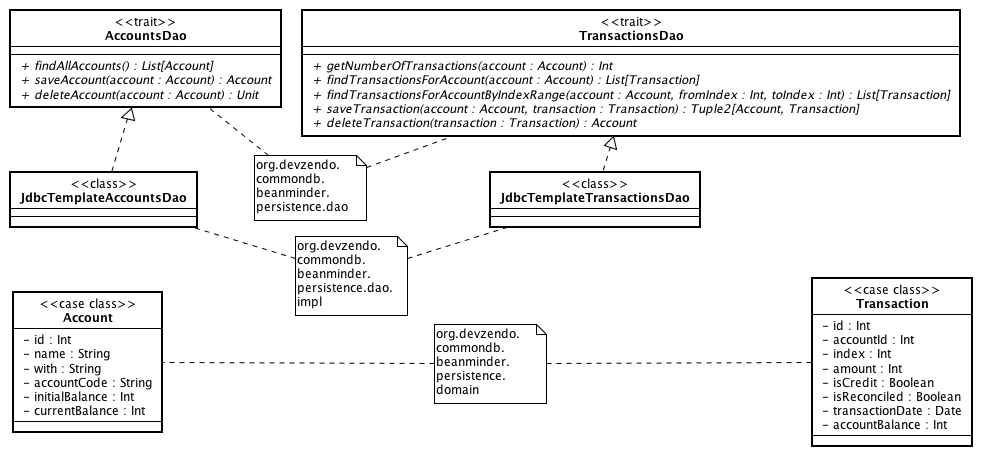 <<trait>>
AccountsDao
+ findAllAccounts() : List[Account]
+ saveAccount(account : Account) : Account
+ deleteAccount(account : Account) : Unit
<<trait>>
TransactionsDao
+ getNumberOfTransactions(account : Account) : Int
+ findTransactionsForAccount(account : Account) : List[Transaction]
+ findTransactionsForAccountByIndexRange(account : Account, fromIndex : Int, toIndex : Int) : List[Transaction]
+ saveTransaction(account : Account, transaction : Transaction) : Tuple2[Account, Transaction]
+ deleteTransaction(transaction : Transaction) : Account
org.devzendo.
commondb.
beanminder.
persistence.dao
<<class>>
JdbcTemplateAccountsDao
<<class>>
JdbcTemplateTransactionsDao
org.devzendo.
commondb.
beanminder.
persistence.dao.
impl
<<case class>>
Account
- id : Int
- name : String
- with : String
- accountCode : String
- initialBalance : Int
- currentBalance : Int
org.devzendo.
commondb.
beanminder.
persistence.
domain
<<case class>>
Transaction
- id : Int
- accountId : Int
- index : Int
- amount : Int
- isCredit : Boolean
- isReconciled : Boolean
- transactionDate : Date
- accountBalance : Int